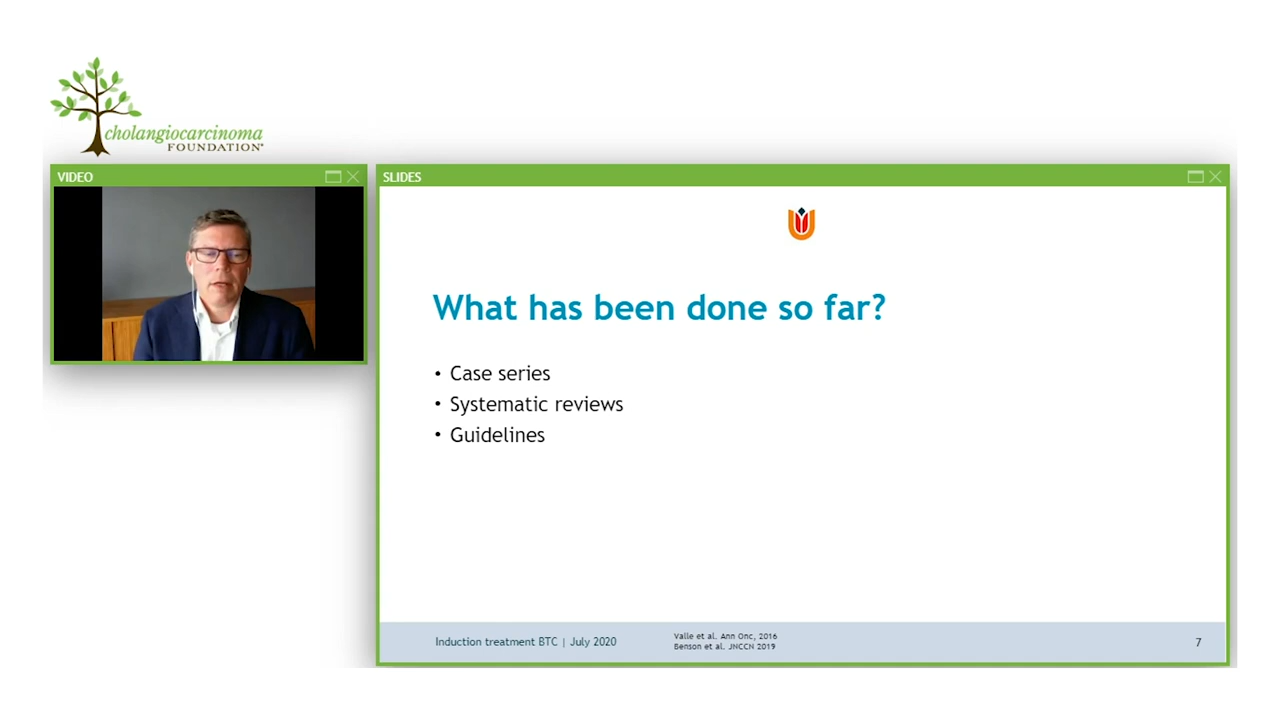 cholangiocarcinoma
FOUNDATION®
VIDEO
SLIDES
What has been done so far?
• Case series
• Systematic reviews
• Guidelines
Induction treatment BTC | July 2020
Valle et al. Ann Onc, 2016
Benson et al. JNCCN 2019
7